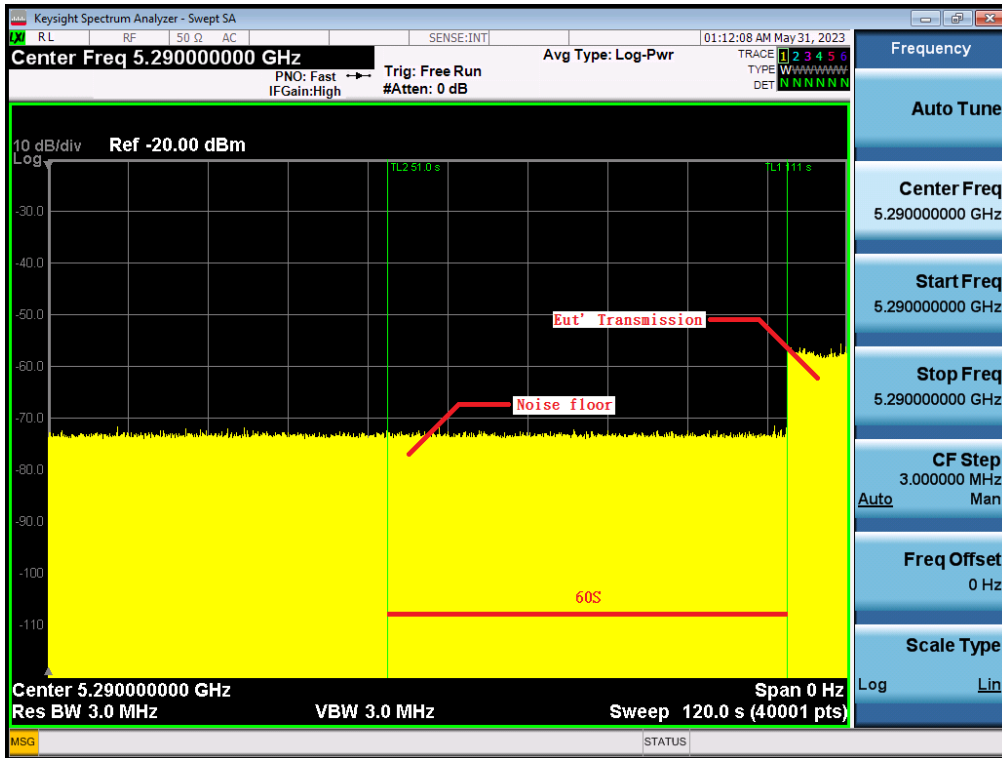 Keysight Spectrum Analyzer - Swept SA
LXI RL RF 50 Ω AC SENSE:INT 01:12:08 AM May 31, 2023
Center Freq 5.290000000 GHz
PNO: Fast
IFGain:High
Trig: Free Run
#Atten: 0 dB
Avg Type: Log-Pwr
TRACE 1 2 3 4 5 6
TYPE WWWWWW
DET N N N N N N
10 dB/div Ref -20.00 dBm
Log
TL2 51.0 s
TL1 111 s
-30.0
-40.0
-50.0
-60.0
-70.0
-80.0
-90.0
-100
-110
Eut' Transmission
Noise floor
60S
Center 5.290000000 GHz Span 0 Hz
Res BW 3.0 MHz VBW 3.0 MHz Sweep 120.0 s (40001 pts)
MSG STATUS
Frequency
Auto Tune
Center Freq
5.290000000 GHz
Start Freq
5.290000000 GHz
Stop Freq
5.290000000 GHz
CF Step
3.000000 MHz
Auto Man
Freq Offset
0 Hz
Scale Type
Log Lin